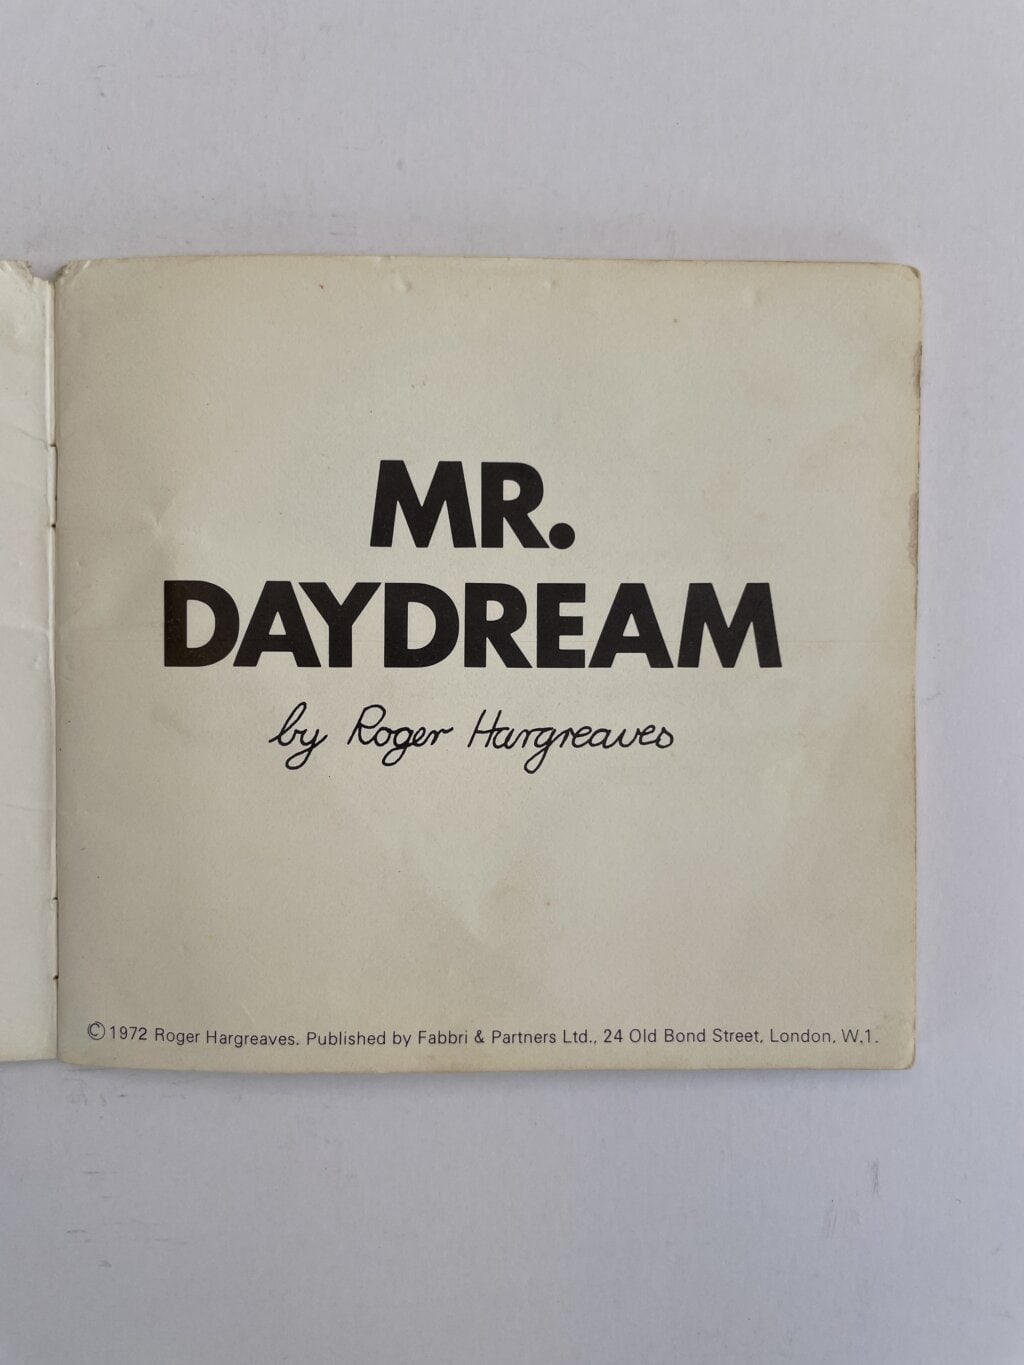 MR.
DAYDREAM
by Roger Hargreaves
©1972 Roger Hargreaves. Published by Fabbri & Partners Ltd., 24 Old Bond Street, London, W.1.